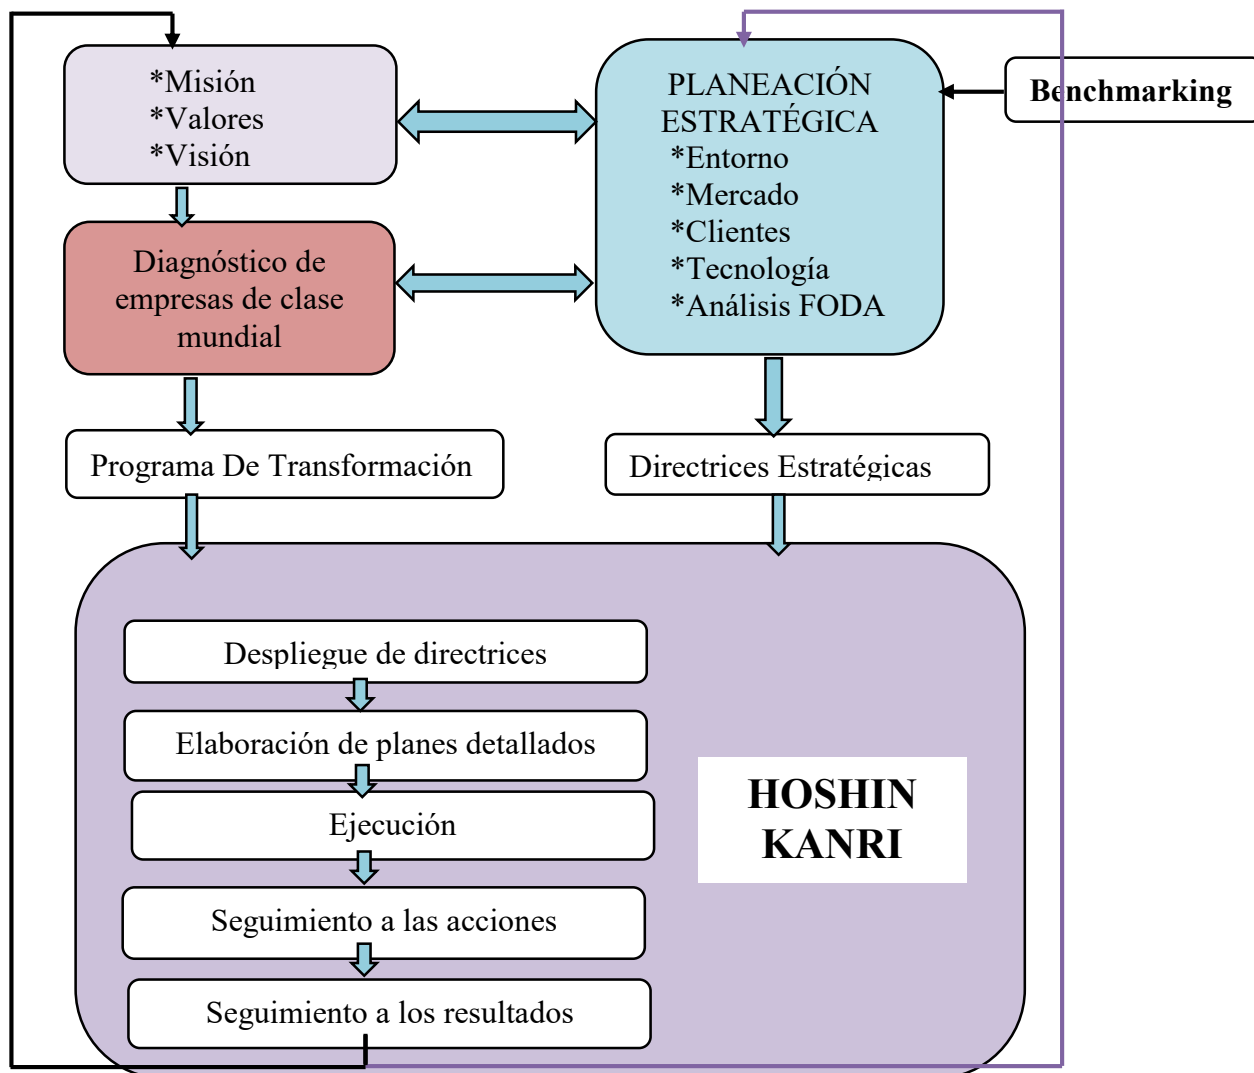 *Misión
*Valores
*Visión
PLANEACIÓN
ESTRATÉGICA
*Entorno
*Mercado
*Clientes
*Tecnología
*Análisis FODA
Benchmarking
Diagnóstico de
empresas de clase
mundial
Programa De Transformación
Directrices Estratégicas
Despliegue de directrices
Elaboración de planes detallados
Ejecución
Seguimiento a las acciones
Seguimiento a los resultados
HOSHIN
KANRI